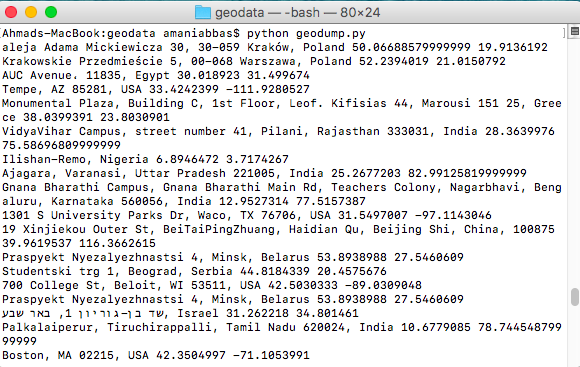 geodata — -bash — 80×24
[Ahmads-MacBook:geodata amaniabbas$ python geodump.py ]
aleja Adama Mickiewicza 30, 30-059 Kraków, Poland 50.06688579999999 19.9136192
Krakowskie Przedmieście 5, 00-068 Warszawa, Poland 52.2394019 21.0150792
AUC Avenue. 11835, Egypt 30.018923 31.499674
Tempe, AZ 85281, USA 33.4242399 -111.9280527
Monumental Plaza, Building C, 1st Floor, Leof. Kifisias 44, Marousi 151 25, Gree
ce 38.0399391 23.8030901
VidyaVihar Campus, street number 41, Pilani, Rajasthan 333031, India 28.3639976
75.58696809999999
Ilishan-Remo, Nigeria 6.8946472 3.7174267
Ajagara, Varanasi, Uttar Pradesh 221005, India 25.2677203 82.99125819999999
Gnana Bharathi Campus, Gnana Bharathi Main Rd, Teachers Colony, Nagarbhavi, Beng
aluru, Karnataka 560056, India 12.9527314 77.5157387
1301 S University Parks Dr, Waco, TX 76706, USA 31.5497007 -97.1143046
19 Xinjiekou Outer St, BeiTaiPingZhuang, Haidian Qu, Beijing Shi, China, 100875
39.9619537 116.3662615
Praspyekt Nyezalyezhnastsi 4, Minsk, Belarus 53.8938988 27.5460609
Studentski trg 1, Beograd, Serbia 44.8184339 20.4575676
700 College St, Beloit, WI 53511, USA 42.5030333 -89.0309048
Praspyekt Nyezalyezhnastsi 4, Minsk, Belarus 53.8938988 27.5460609
שד בן-גוריון 1, באר שבע, Israel 31.262218 34.801461
Palkalaiperur, Tiruchirappalli, Tamil Nadu 620024, India 10.6779085 78.744548799
99999
Boston, MA 02215, USA 42.3504997 -71.1053991